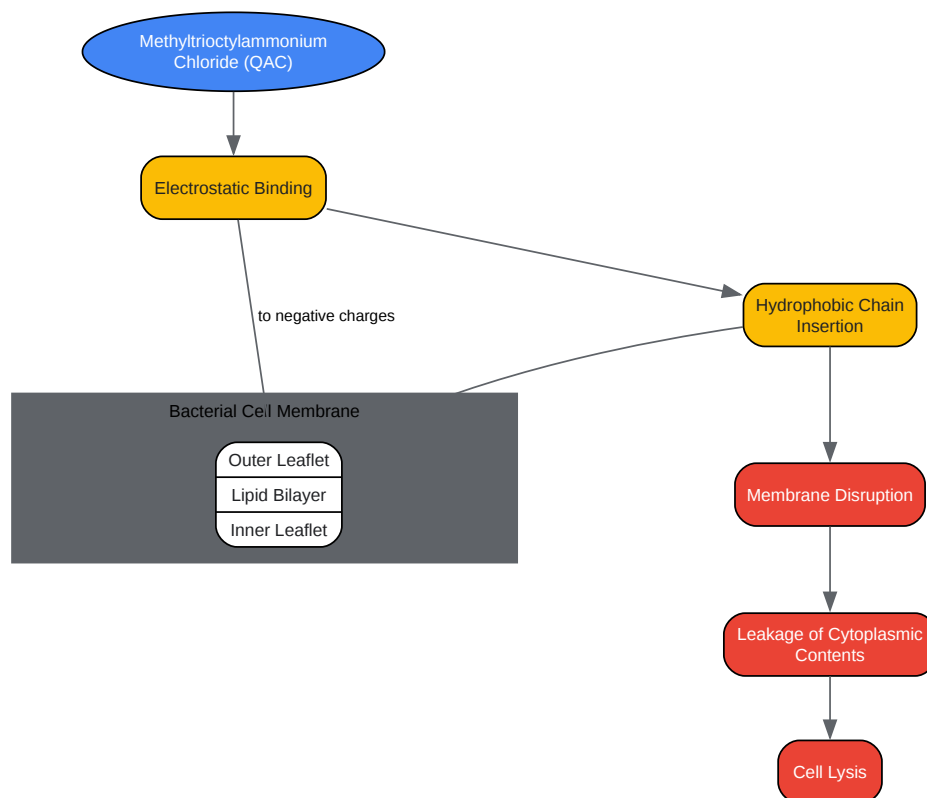 Methyltrioctylammonium
Chloride (QAC)
Electrostatic Binding
Hydrophobic Chain
Insertion
to negative charges
Bacterial Cell Membrane
Outer Leaflet
Lipid Bilayer
Inner Leaflet
Membrane Disruption
Leakage of Cytoplasmic
Contents
Cell Lysis